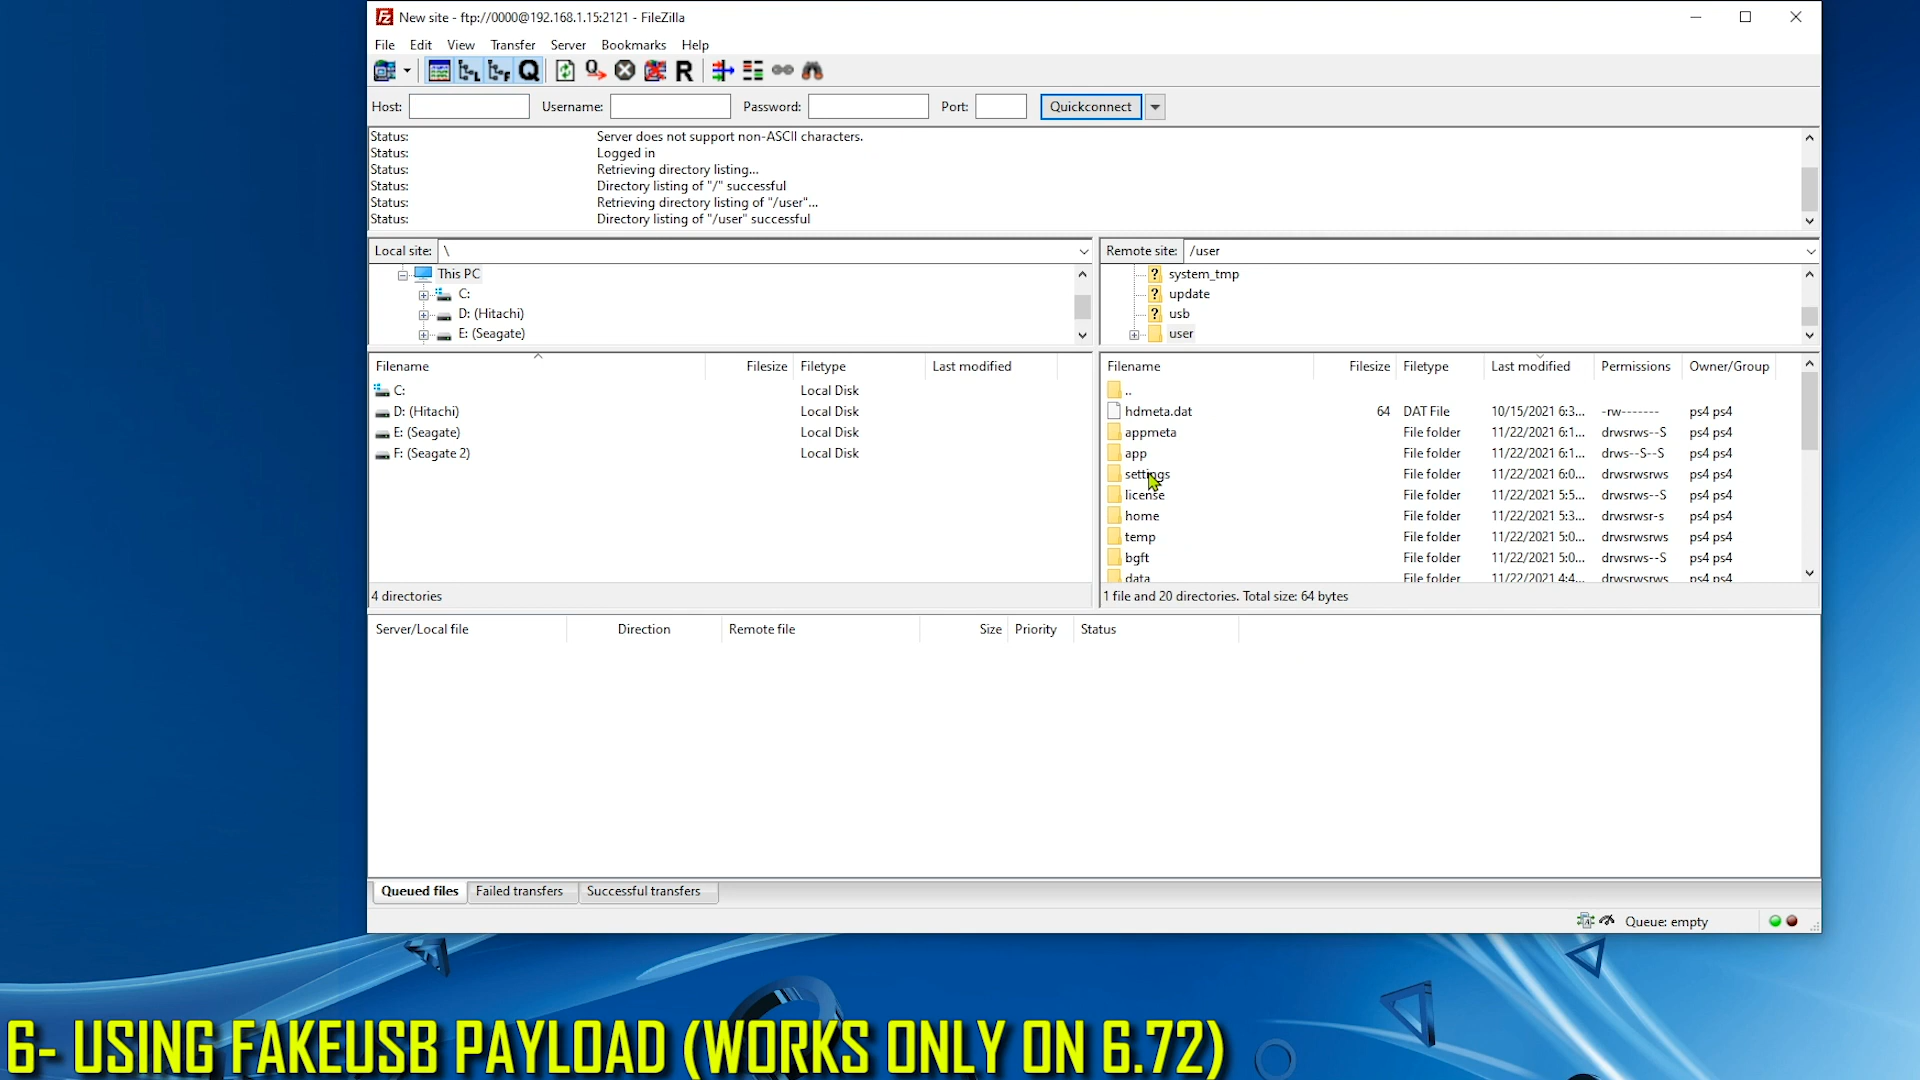 New site - ftp://0000@192.168.1.15:2121 - FileZilla
File Edit View Transfer Server Bookmarks Help
Host: Username: Password: Port: Quickconnect
Status: Server does not support non-ASCII characters.
Status: Logged in
Status: Retrieving directory listing...
Status: Directory listing of "/" successful
Status: Retrieving directory listing of "/user"...
Status: Directory listing of "/user" successful
Local site: \
This PC
C:
D: (Hitachi)
E: (Seagate)
Filename Filesize Filetype Last modified
C: Local Disk
D: (Hitachi) Local Disk
E: (Seagate) Local Disk
F: (Seagate 2) Local Disk
4 directories
Remote site: /user
system_tmp
update
usb
user
Filename Filesize Filetype Last modified Permissions Owner/Group
..
hdmeta.dat 64 DAT File 10/15/2021 6:3... -rw------- ps4 ps4
appmeta File folder 11/22/2021 6:1... drwsrws--S ps4 ps4
app File folder 11/22/2021 6:1... drws--S--S ps4 ps4
settings File folder 11/22/2021 6:0... drwsrwsrws ps4 ps4
license File folder 11/22/2021 5:5... drwsrws--S ps4 ps4
home File folder 11/22/2021 5:3... drwsrwsr-s ps4 ps4
temp File folder 11/22/2021 5:0... drwsrwsrws ps4 ps4
bgft File folder 11/22/2021 5:0... drwsrws--S ps4 ps4
data File folder 11/22/2021 4:4... drwsrwsrws ps4 ps4
1 file and 20 directories. Total size: 64 bytes
Server/Local file Direction Remote file Size Priority Status
Queued files Failed transfers Successful transfers
Queue: empty
6- USING FAKEUSB PAYLOAD (WORKS ONLY ON 6.72)